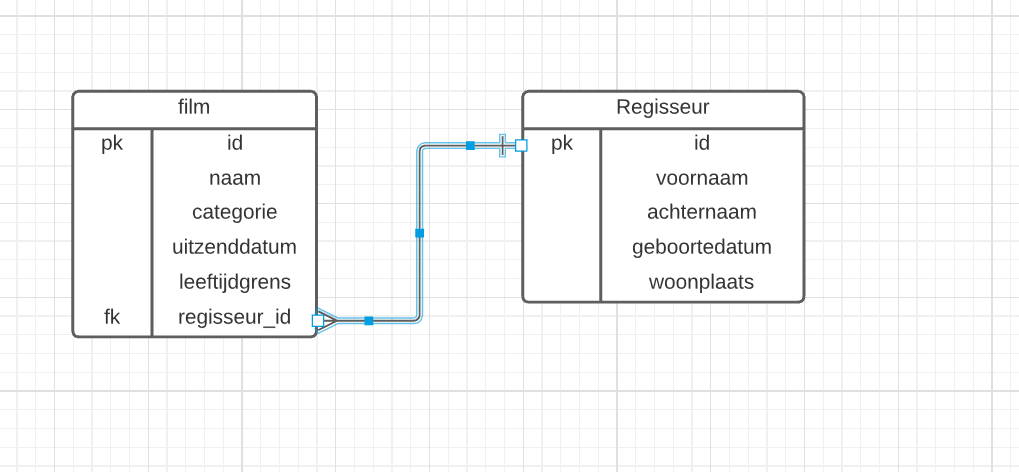 film
pk id
naam
categorie
uitzenddatum
leeftijdgrens
fk regisseur_id
Regisseur
pk id
voornaam
achternaam
geboortedatum
woonplaats